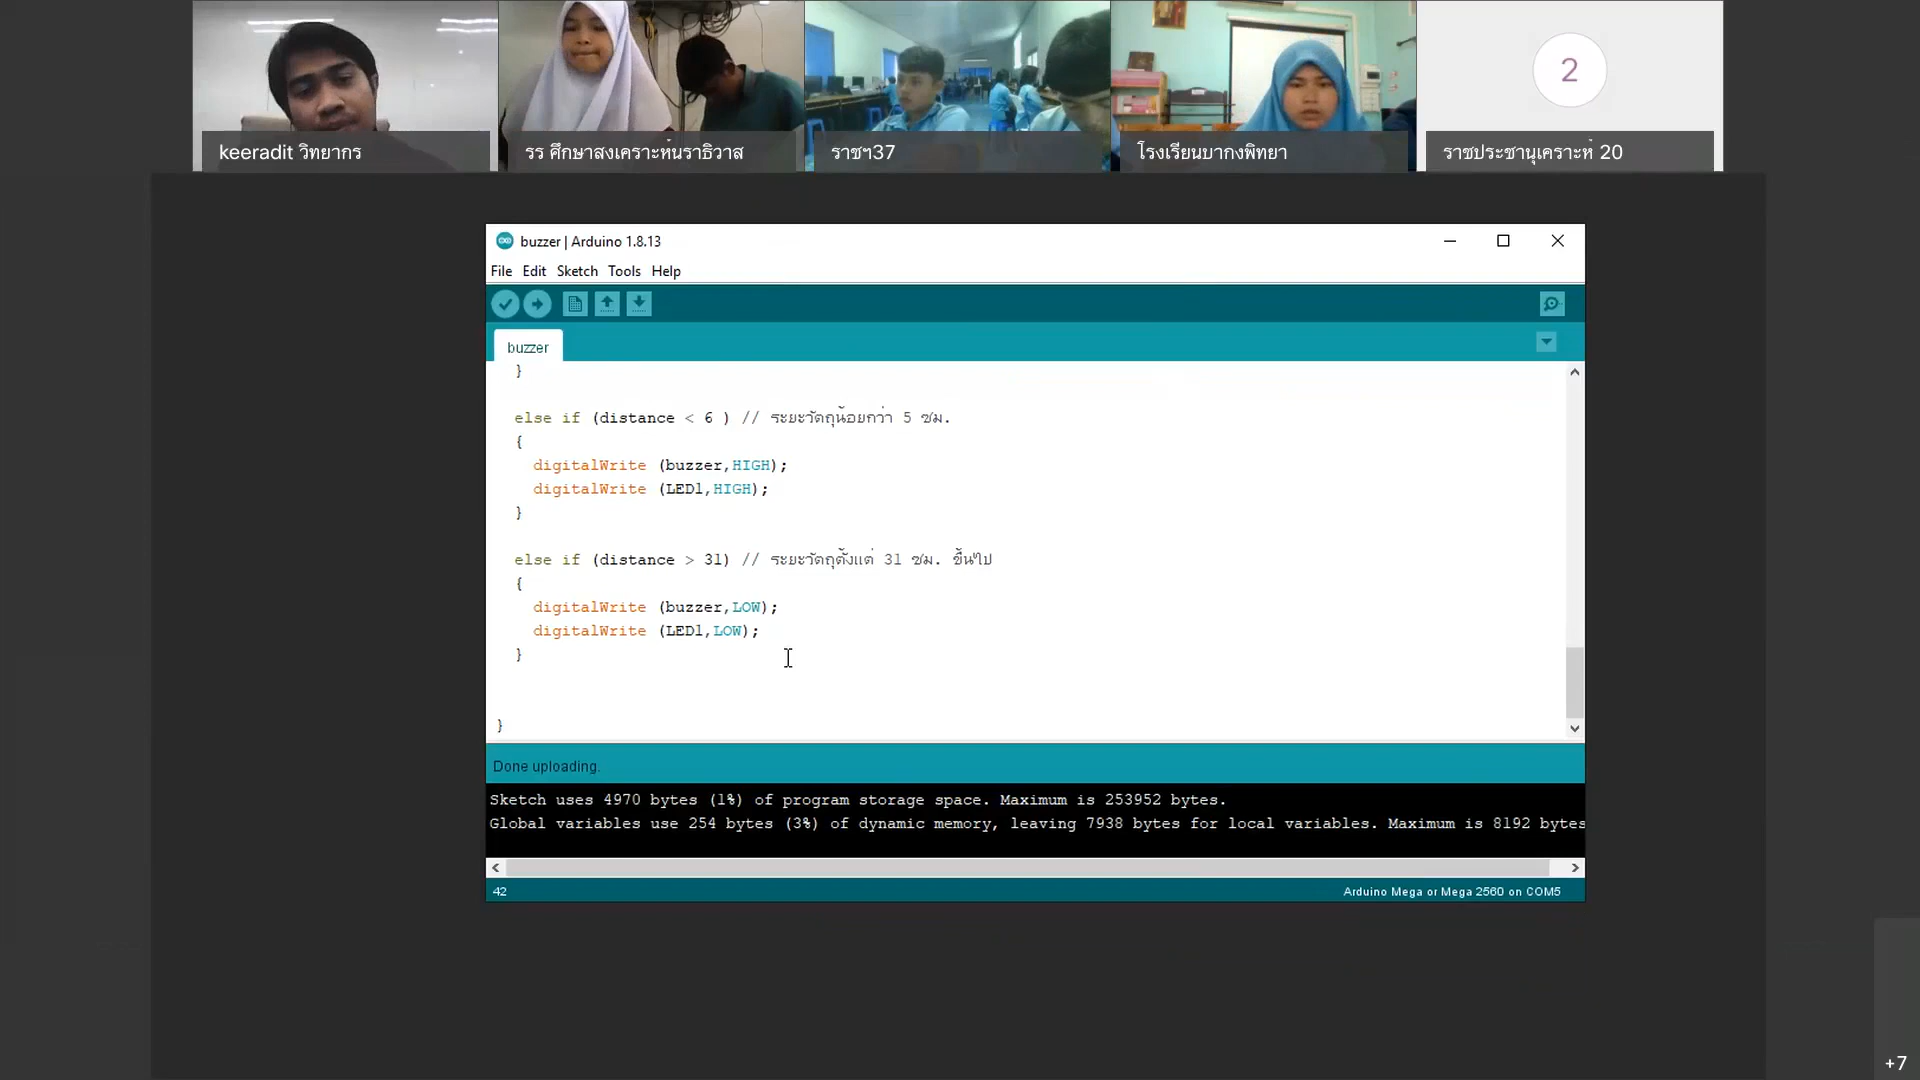 keeradit วิทยากร
รร ศึกษาสงเคราะห์นราธิวาส
ราชฯ37
โรงเรียนบากงพิทยา
2
ราชประชานุเคราะห์ 20
buzzer | Arduino 1.8.13
File Edit Sketch Tools Help
buzzer
}
else if (distance < 6 ) // ระยะวัดถุน้อยกว่า 5 ซม.
{
digitalWrite (buzzer,HIGH);
digitalWrite (LED1,HIGH);
}
else if (distance > 31) // ระยะวัตถุตั้งแต่ 31 ซม. ขึ้นไป
{
digitalWrite (buzzer,LOW);
digitalWrite (LED1,LOW);
}
}
Done uploading.
Sketch uses 4970 bytes (1%) of program storage space. Maximum is 253952 bytes.
Global variables use 254 bytes (3%) of dynamic memory, leaving 7938 bytes for local variables. Maximum is 8192 bytes
42
Arduino Mega or Mega 2560 on COM5
+7